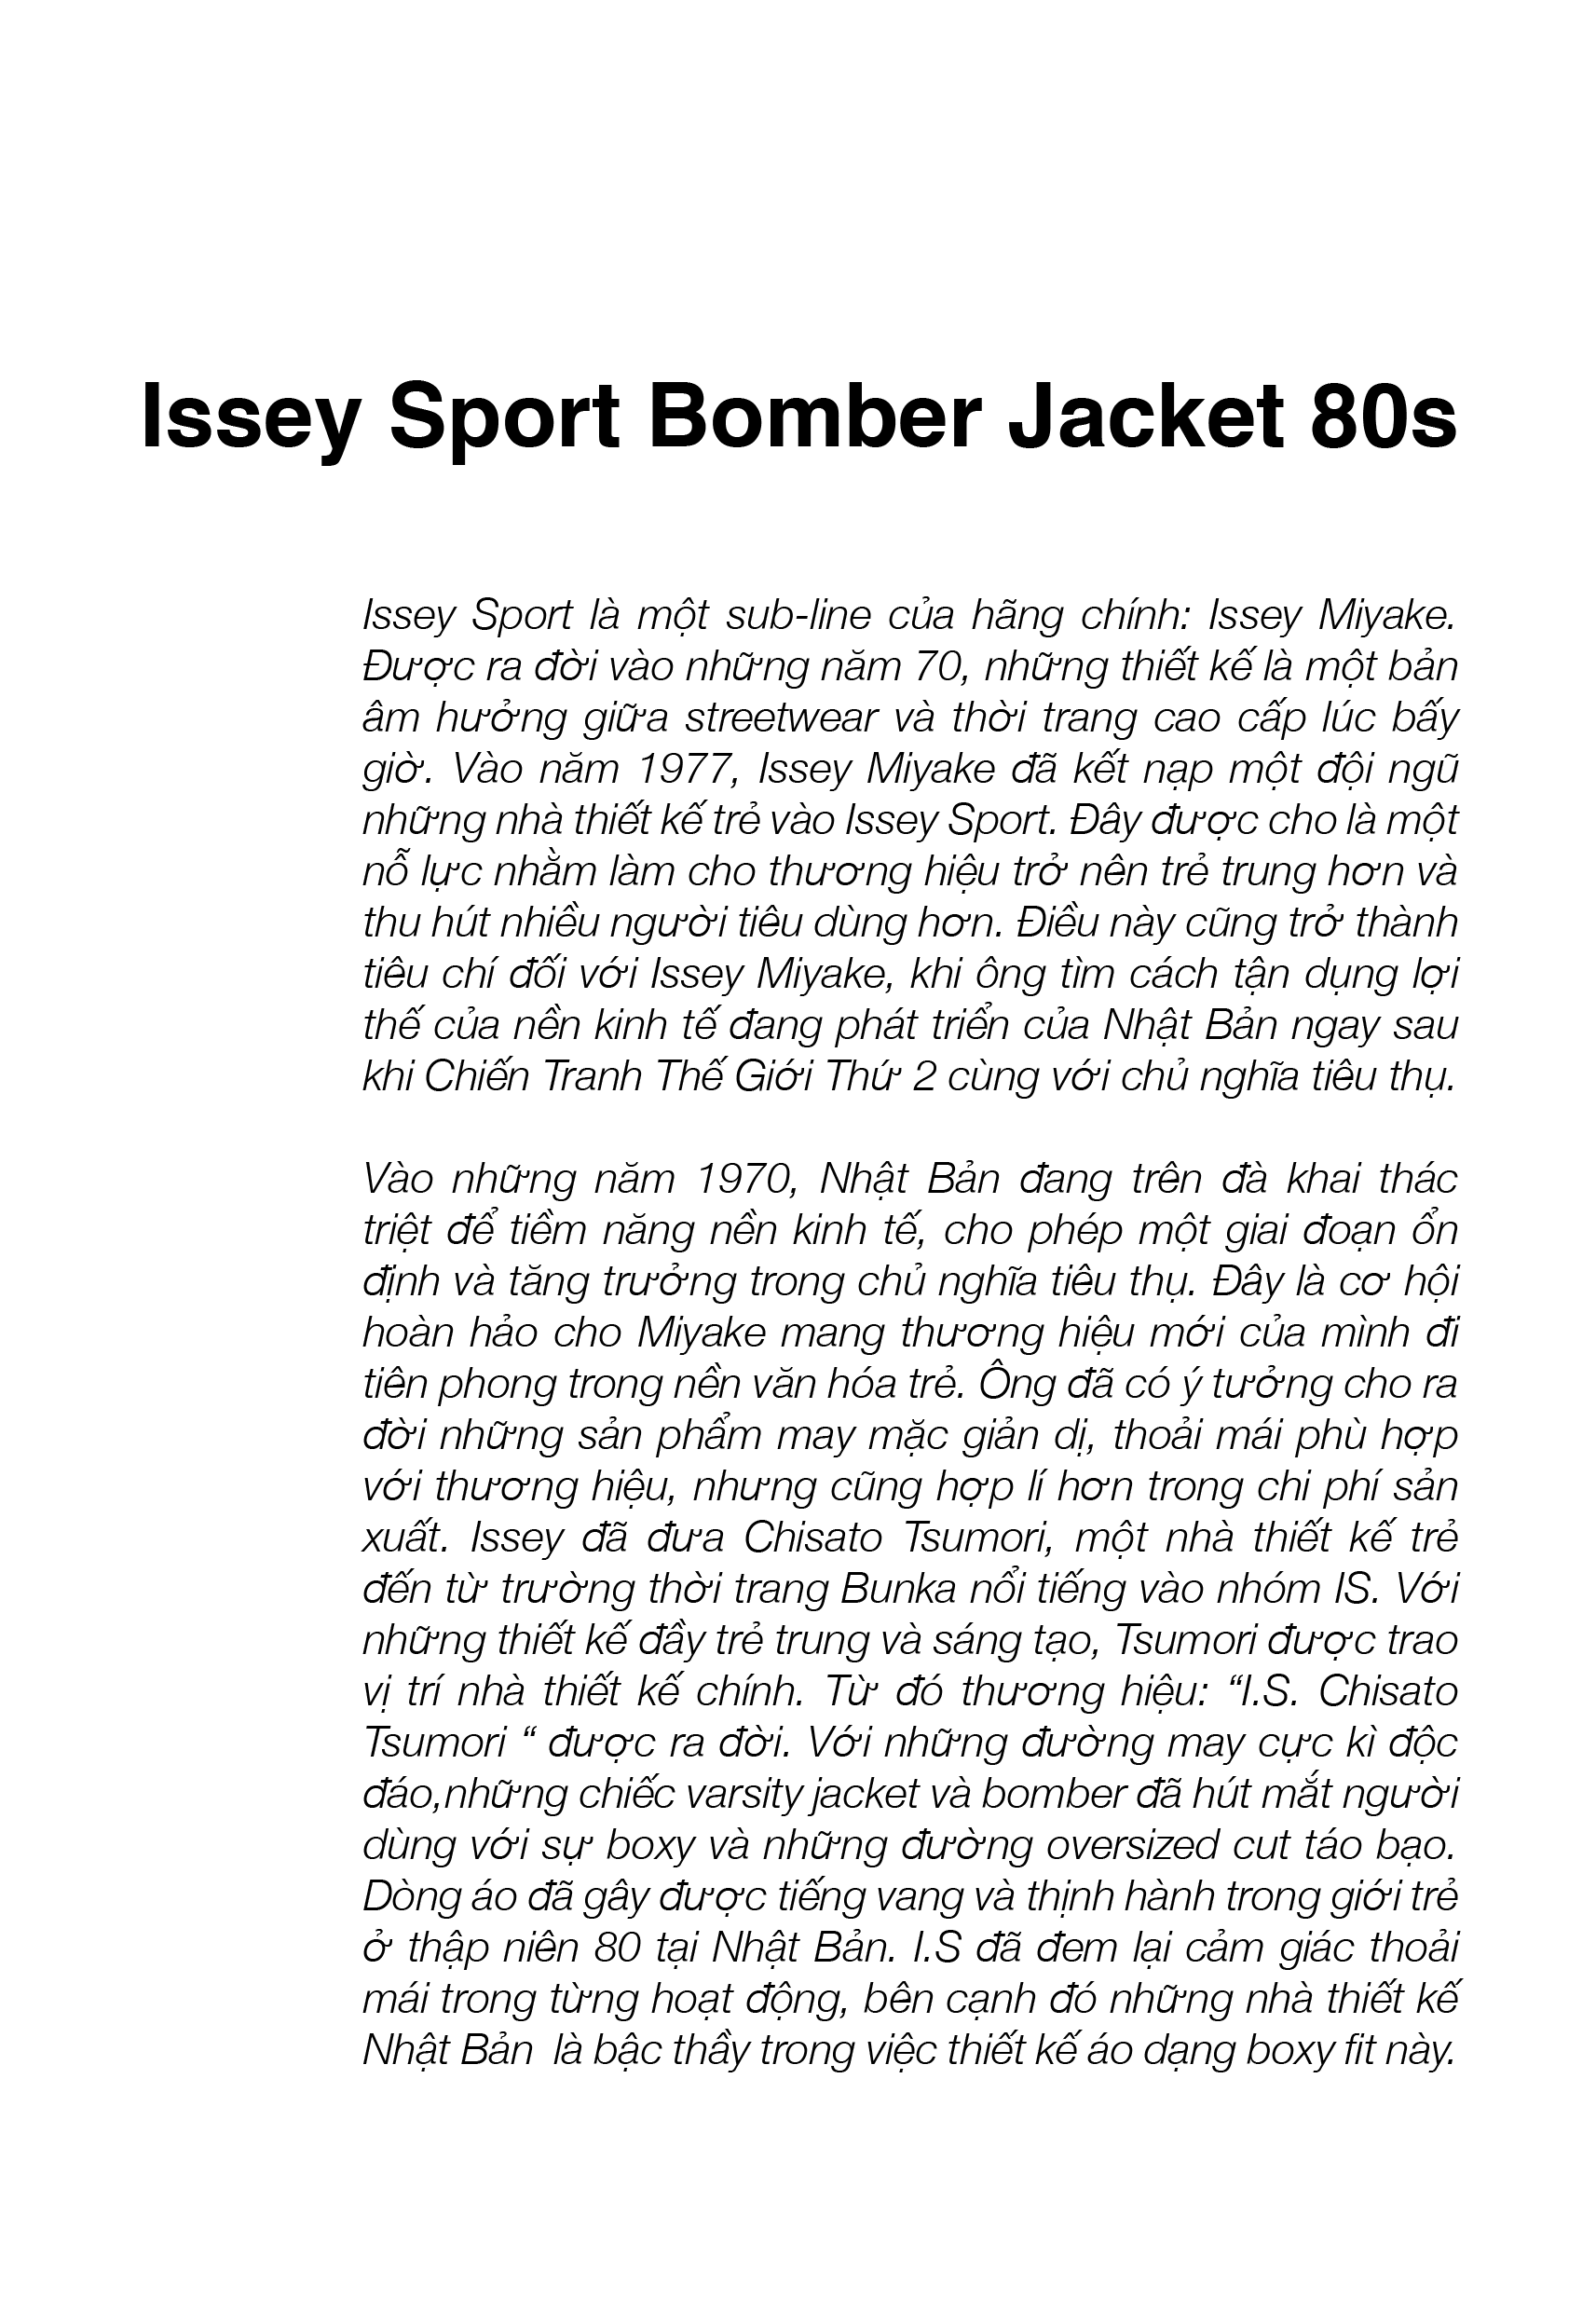 Issey Sport Bomber Jacket 80s
Issey Sport là một sub-line của hãng chính: Issey Miyake.
Được ra đời vào những năm 70, những thiết kế là một bản
âm hưởng giữa streetwear và thời trang cao cấp lúc bấy
giờ. Vào năm 1977, Issey Miyake đã kết nạp một đội ngũ
những nhà thiết kế trẻ vào Issey Sport. Đây được cho là một
nỗ lực nhằm làm cho thương hiệu trở nên trẻ trung hơn và
thu hút nhiều người tiêu dùng hơn. Điều này cũng trở thành
tiêu chí đối với Issey Miyake, khi ông tìm cách tận dụng lợi
thế của nền kinh tế đang phát triển của Nhật Bản ngay sau
khi Chiến Tranh Thế Giới Thứ 2 cùng với chủ nghĩa tiêu thụ.
Vào những năm 1970, Nhật Bản đang trên đà khai thác
triệt để tiềm năng nền kinh tế, cho phép một giai đoạn ổn
định và tăng trưởng trong chủ nghĩa tiêu thụ. Đây là cơ hội
hoàn hảo cho Miyake mang thương hiệu mới của mình đi
tiên phong trong nền văn hóa trẻ. Ông đã có ý tưởng cho ra
đời những sản phẩm may mặc giản dị, thoải mái phù hợp
với thương hiệu, nhưng cũng hợp lí hơn trong chi phí sản
xuất. Issey đã đưa Chisato Tsumori, một nhà thiết kế trẻ
đến từ trường thời trang Bunka nổi tiếng vào nhóm IS. Với
những thiết kế đầy trẻ trung và sáng tạo, Tsumori được trao
vị trí nhà thiết kế chính. Từ đó thương hiệu: “I.S. Chisato
Tsumori “ được ra đời. Với những đường may cực kì độc
đáo,những chiếc varsity jacket và bomber đã hút mắt người
dùng với sự boxy và những đường oversized cut táo bạo.
Dòng áo đã gây được tiếng vang và thịnh hành trong giới trẻ
ở thập niên 80 tại Nhật Bản. I.S đã đem lại cảm giác thoải
mái trong từng hoạt động, bên cạnh đó những nhà thiết kế
Nhật Bản  là bậc thầy trong việc thiết kế áo dạng boxy fit này.